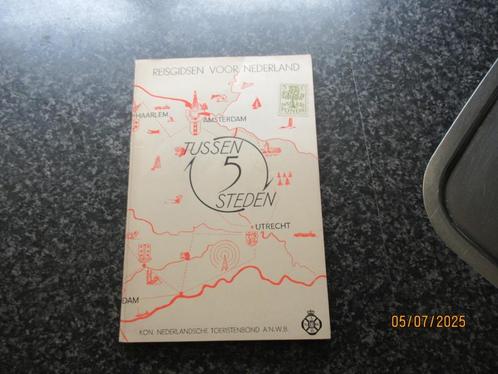 REISGIDSEN VOOR NEDERLAND
HAARLEM
AMSTERDAM
TUSSEN
5
STEDEN
UTRECHT
DAM
KON. NEDERLANDSCHE TOERISTENBOND A.N.W.B.
05/07/2025